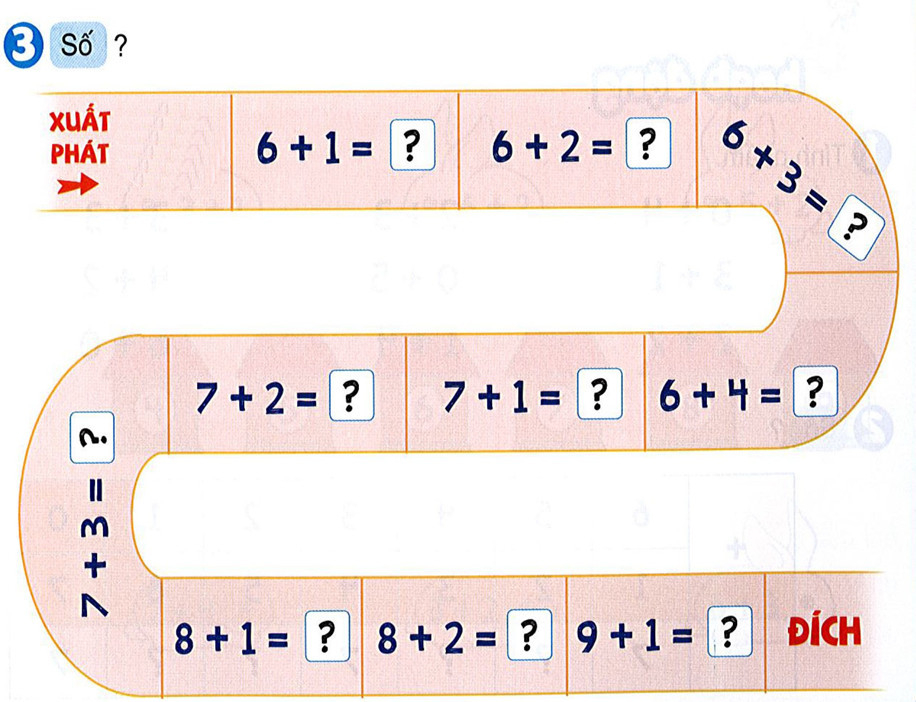 3 Số ?
XUẤT
PHÁT
6 + 1 = ?
6 + 2 = ?
6 + 3 = ?
6 + 4 = ?
7 + 1 = ?
7 + 2 = ?
7 + 3 = ?
8 + 1 = ?
8 + 2 = ?
9 + 1 = ?
ĐÍCH